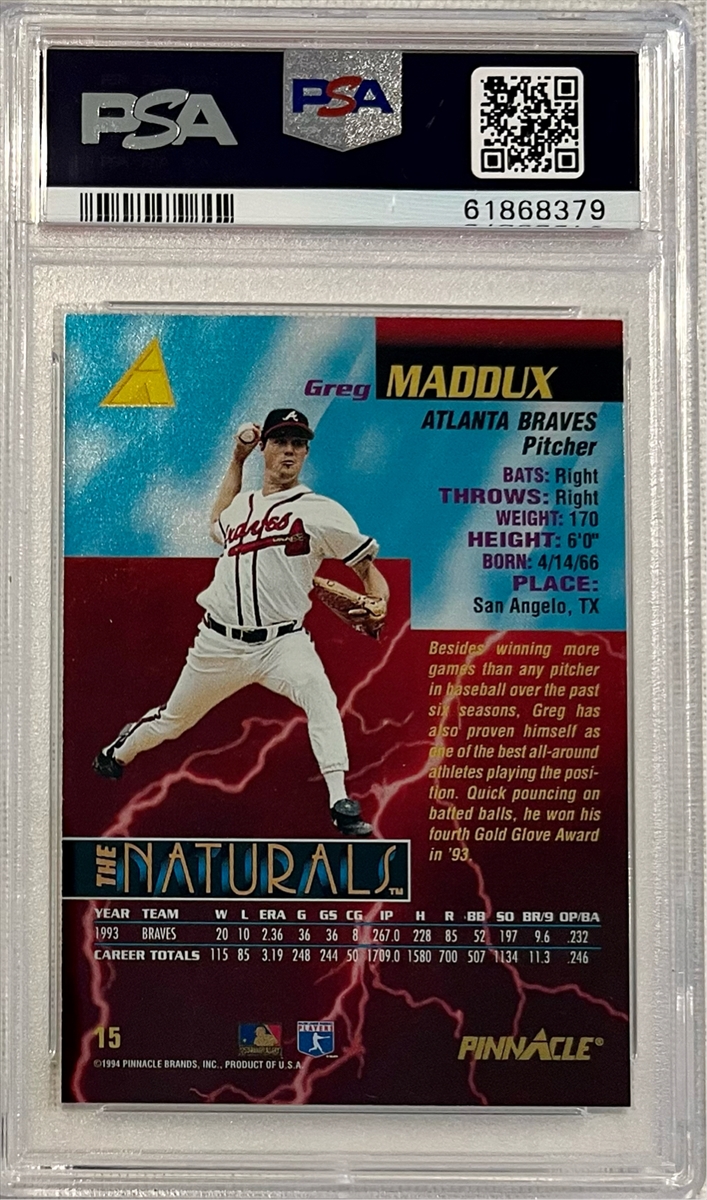 PSA
PSA
61868379
Greg MADDUX
ATLANTA BRAVES
Pitcher
BATS: Right
THROWS: Right
WEIGHT: 170
HEIGHT: 6'0"
BORN: 4/14/66
PLACE:
San Angelo, TX
Braves
Besides winning more
games than any pitcher
in baseball over the past
six seasons, Greg has
also proven himself as
one of the best all-around
athletes playing the posi-
tion. Quick pouncing on
batted balls, he won his
fourth Gold Glove Award
in '93.
THE NATURALS™
YEAR TEAM W L ERA G GS CG IP H R BB SO BR/9 OP/BA
1993 BRAVES 20 10 2.36 36 36 8 267.0 228 85 52 197 9.6 .232
CAREER TOTALS 115 85 3.19 248 244 50 1709.0 1580 700 507 1134 11.3 .246
15
PLAYERS
PINNACLE®
©1994 PINNACLE BRANDS, INC., PRODUCT OF U.S.A.